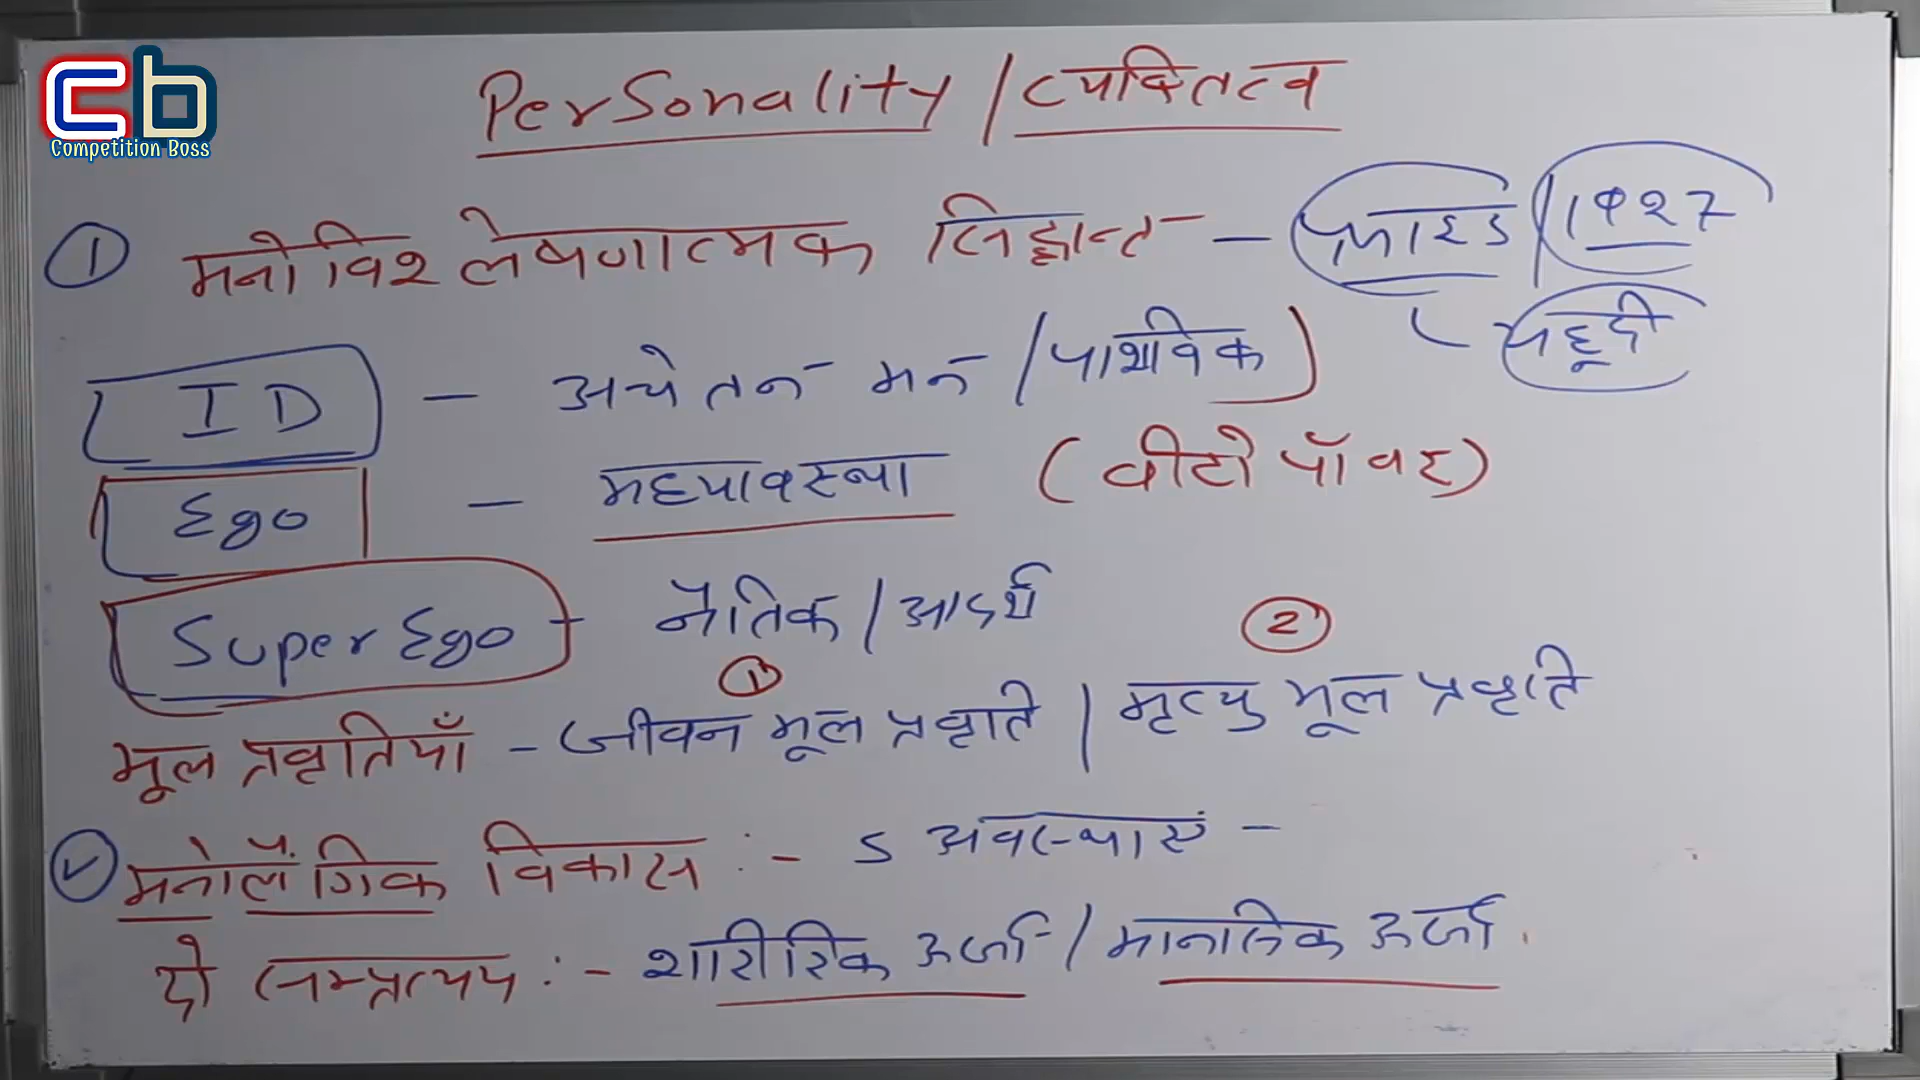 cb
Competition Boss
Personality / व्यक्तित्व
① मनोविश्लेषणात्मक सिद्धान्त - फ्राइड / 1927
यहूदी
ID - अचेतन मन / पाशविक
Ego - मध्यावस्था (वीटो पॉवर)
Super Ego - नैतिक / आदर्श
① ②
मूल प्रवृतियाँ - जीवन मूल प्रवृति / मृत्यु मूल प्रवृति
मनोलैंगिक विकास :- 5 अवस्थाएं -
दो सम्प्रत्यय :- शारीरिक ऊर्जा / मानसिक ऊर्जा